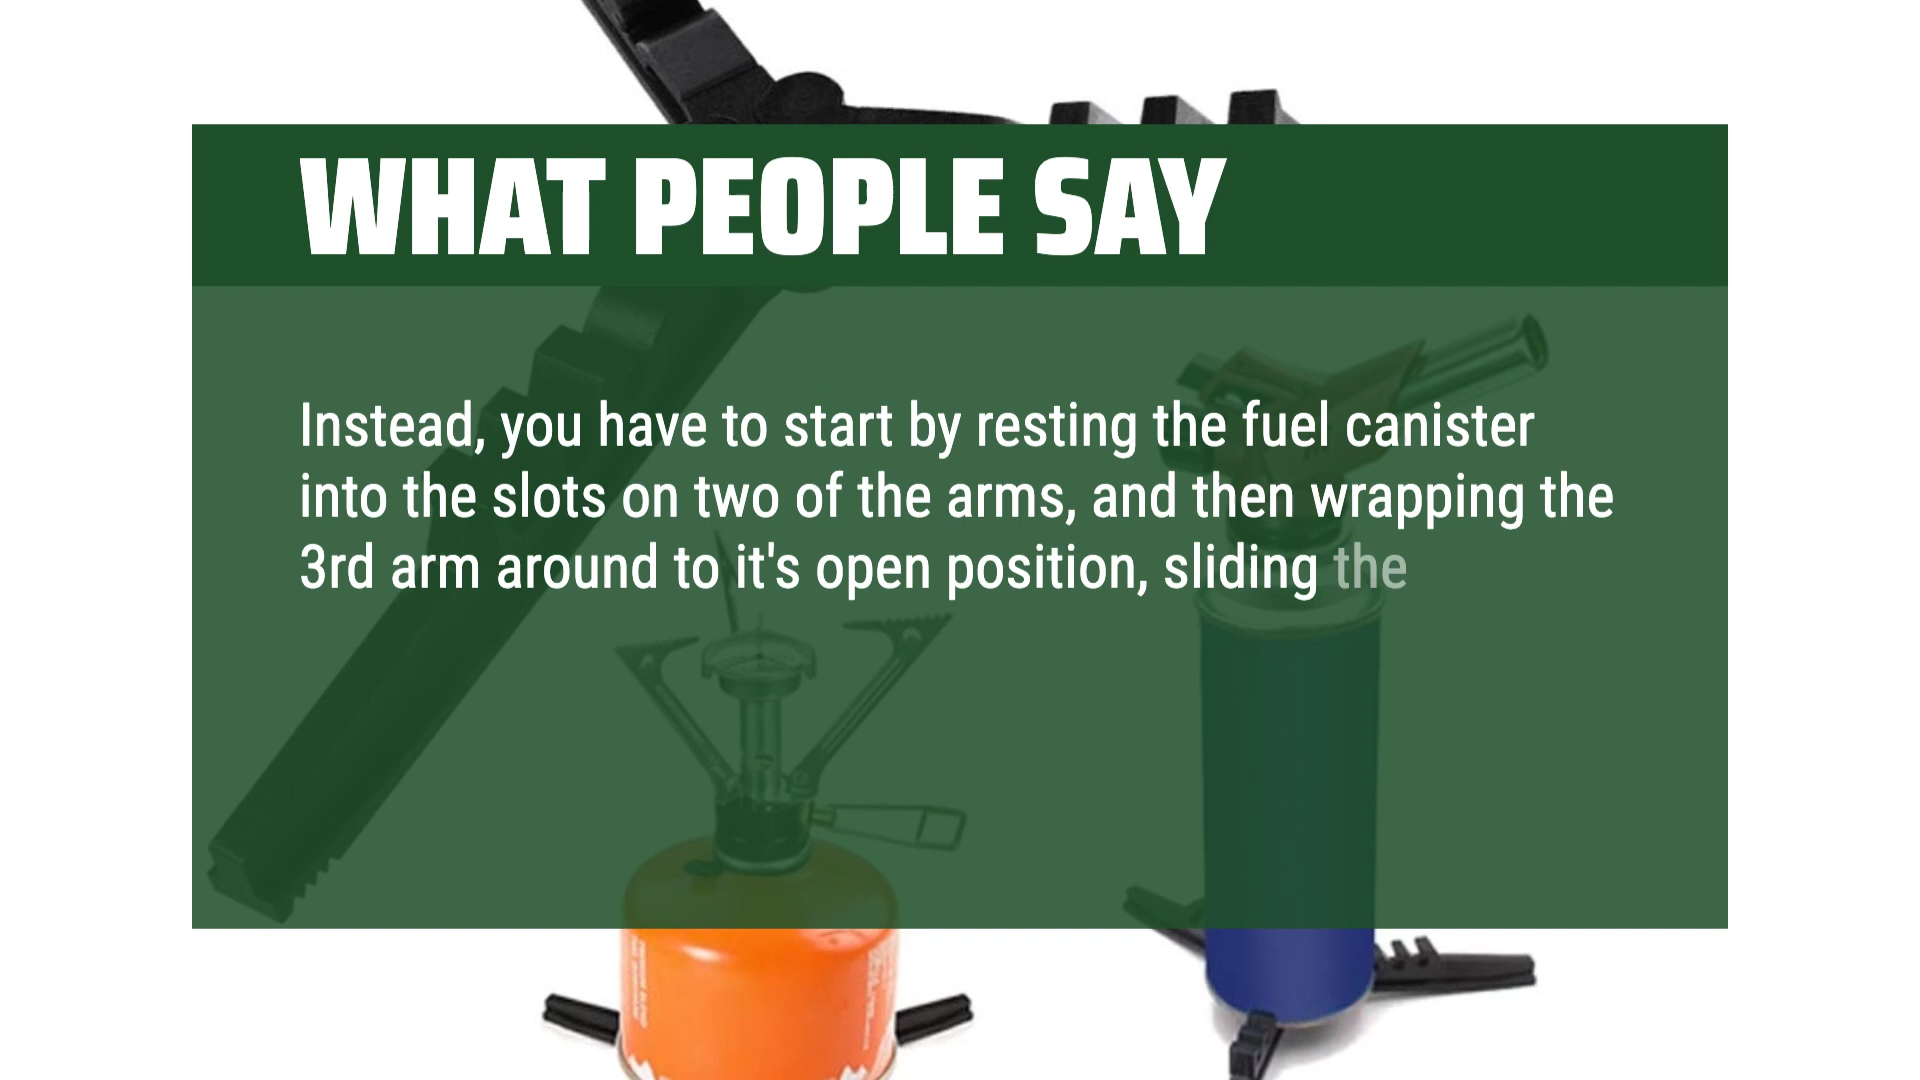 WHAT PEOPLE SAY
Instead, you have to start by resting the fuel canister
into the slots on two of the arms, and then wrapping the
3rd arm around to it's open position, sliding the